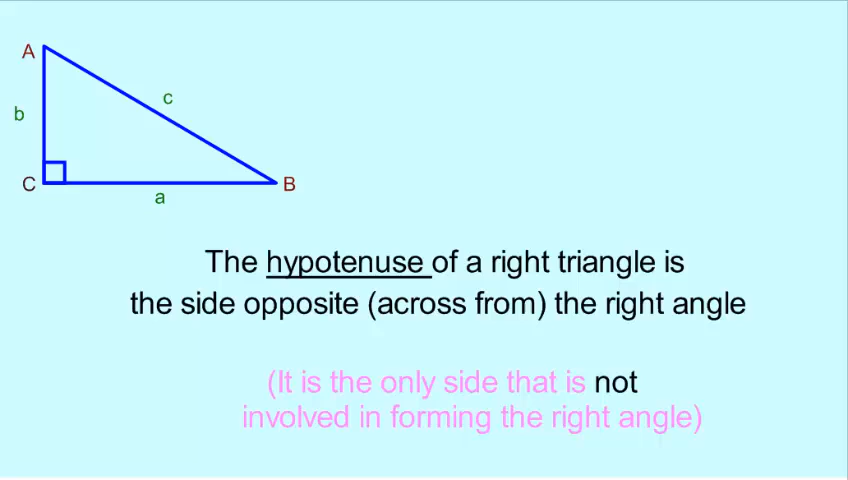 A
c
b
C
B
a
The hypotenuse of a right triangle is
the side opposite (across from) the right angle
(It is the only side that is not
involved in forming the right angle)